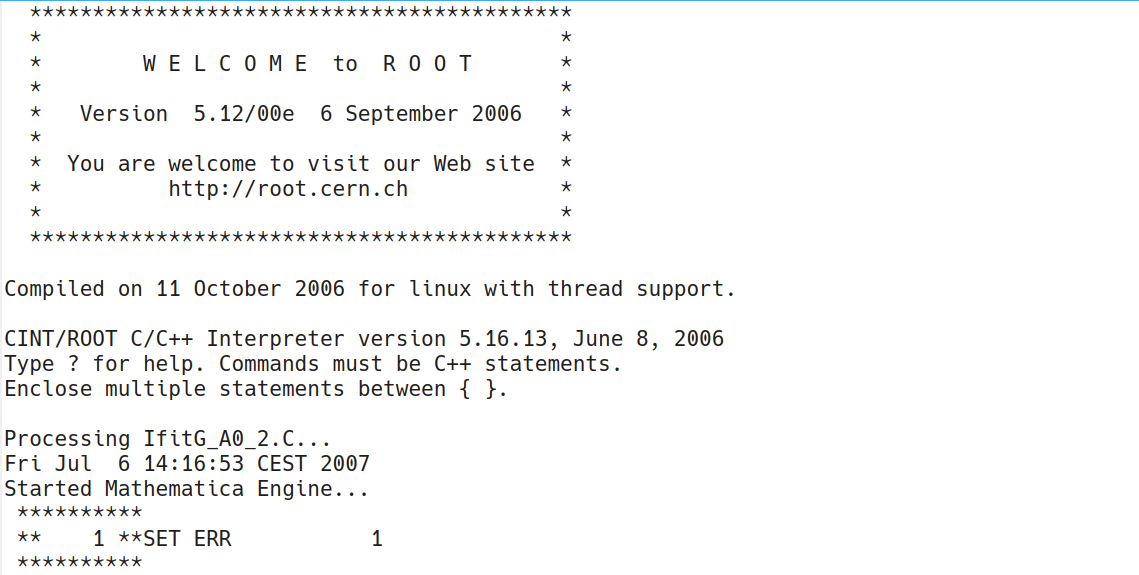 *******************************************
*                                         *
*        W E L C O M E  to  R O O T       *
*                                         *
*   Version  5.12/00e  6 September 2006   *
*                                         *
*  You are welcome to visit our Web site  *
*          http://root.cern.ch            *
*                                         *
*******************************************
Compiled on 11 October 2006 for linux with thread support.
CINT/ROOT C/C++ Interpreter version 5.16.13, June 8, 2006
Type ? for help. Commands must be C++ statements.
Enclose multiple statements between { }.
Processing IfitG_A0_2.C...
Fri Jul  6 14:16:53 CEST 2007
Started Mathematica Engine...
**********
**    1 **SET ERR           1
**********